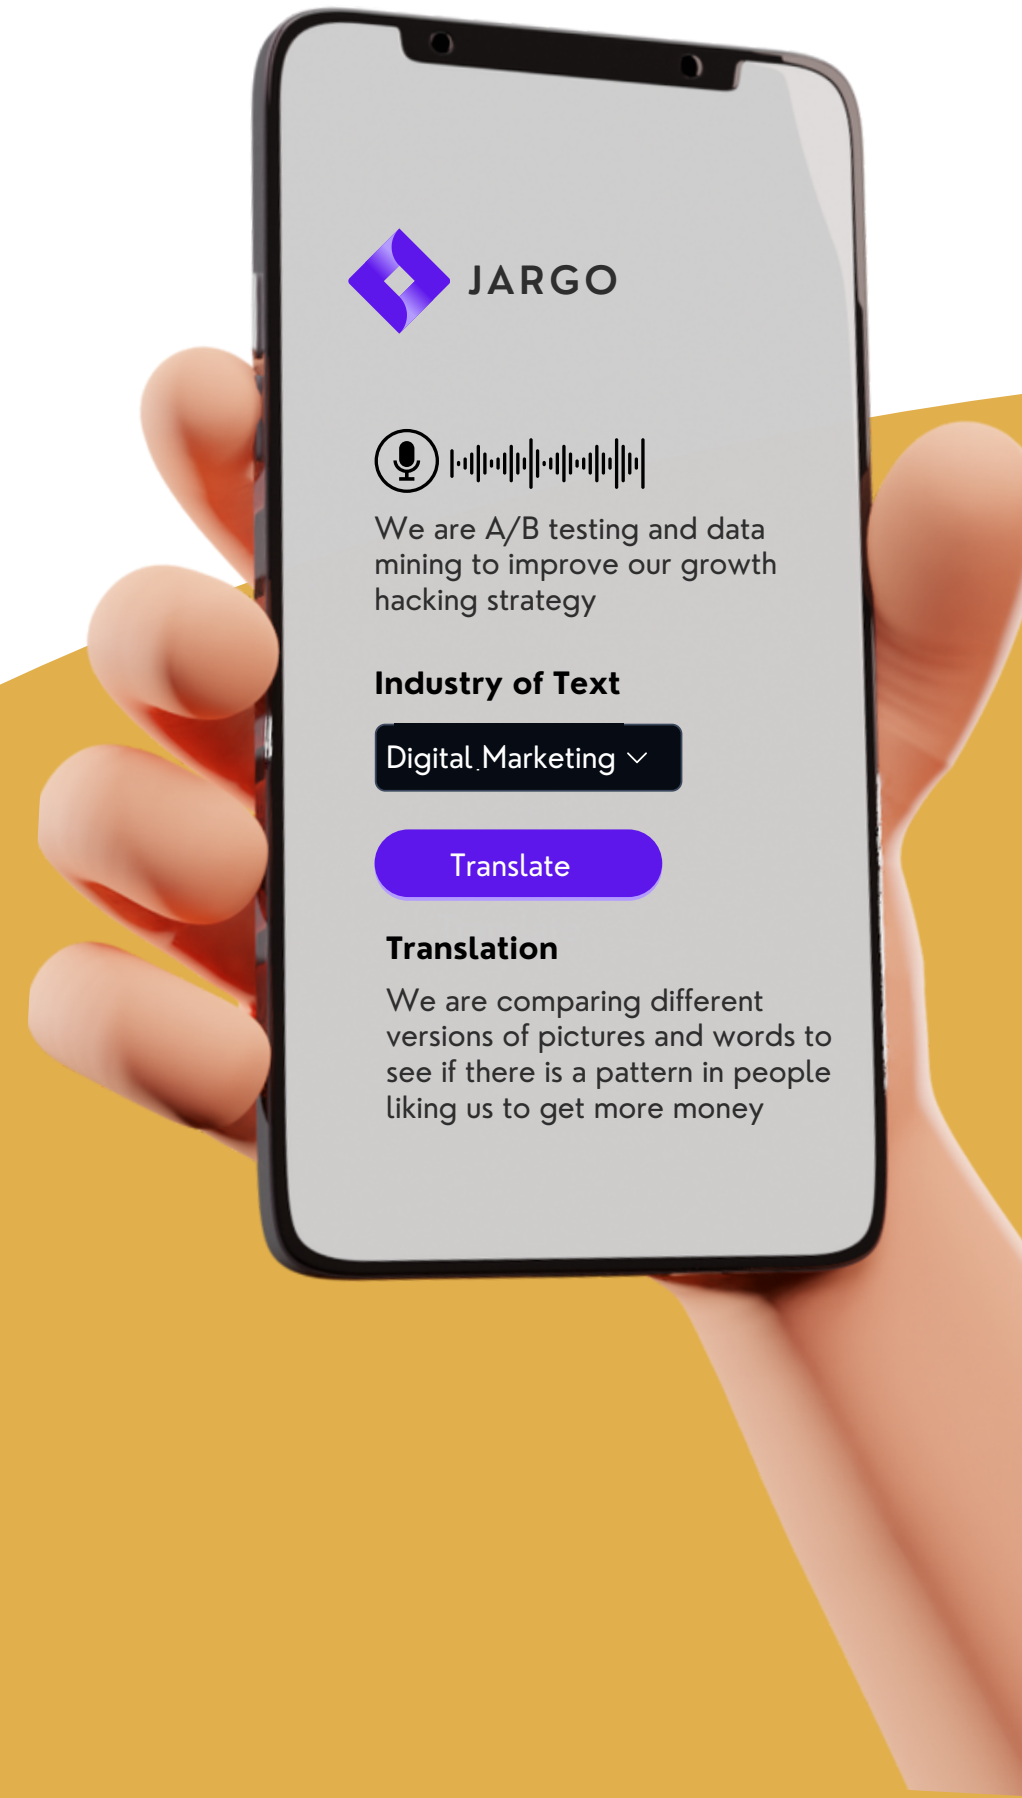 JARGO
We are A/B testing and data
mining to improve our growth
hacking strategy
Industry of Text
Digital Marketing
Translate
Translation
We are comparing different
versions of pictures and words to
see if there is a pattern in people
liking us to get more money